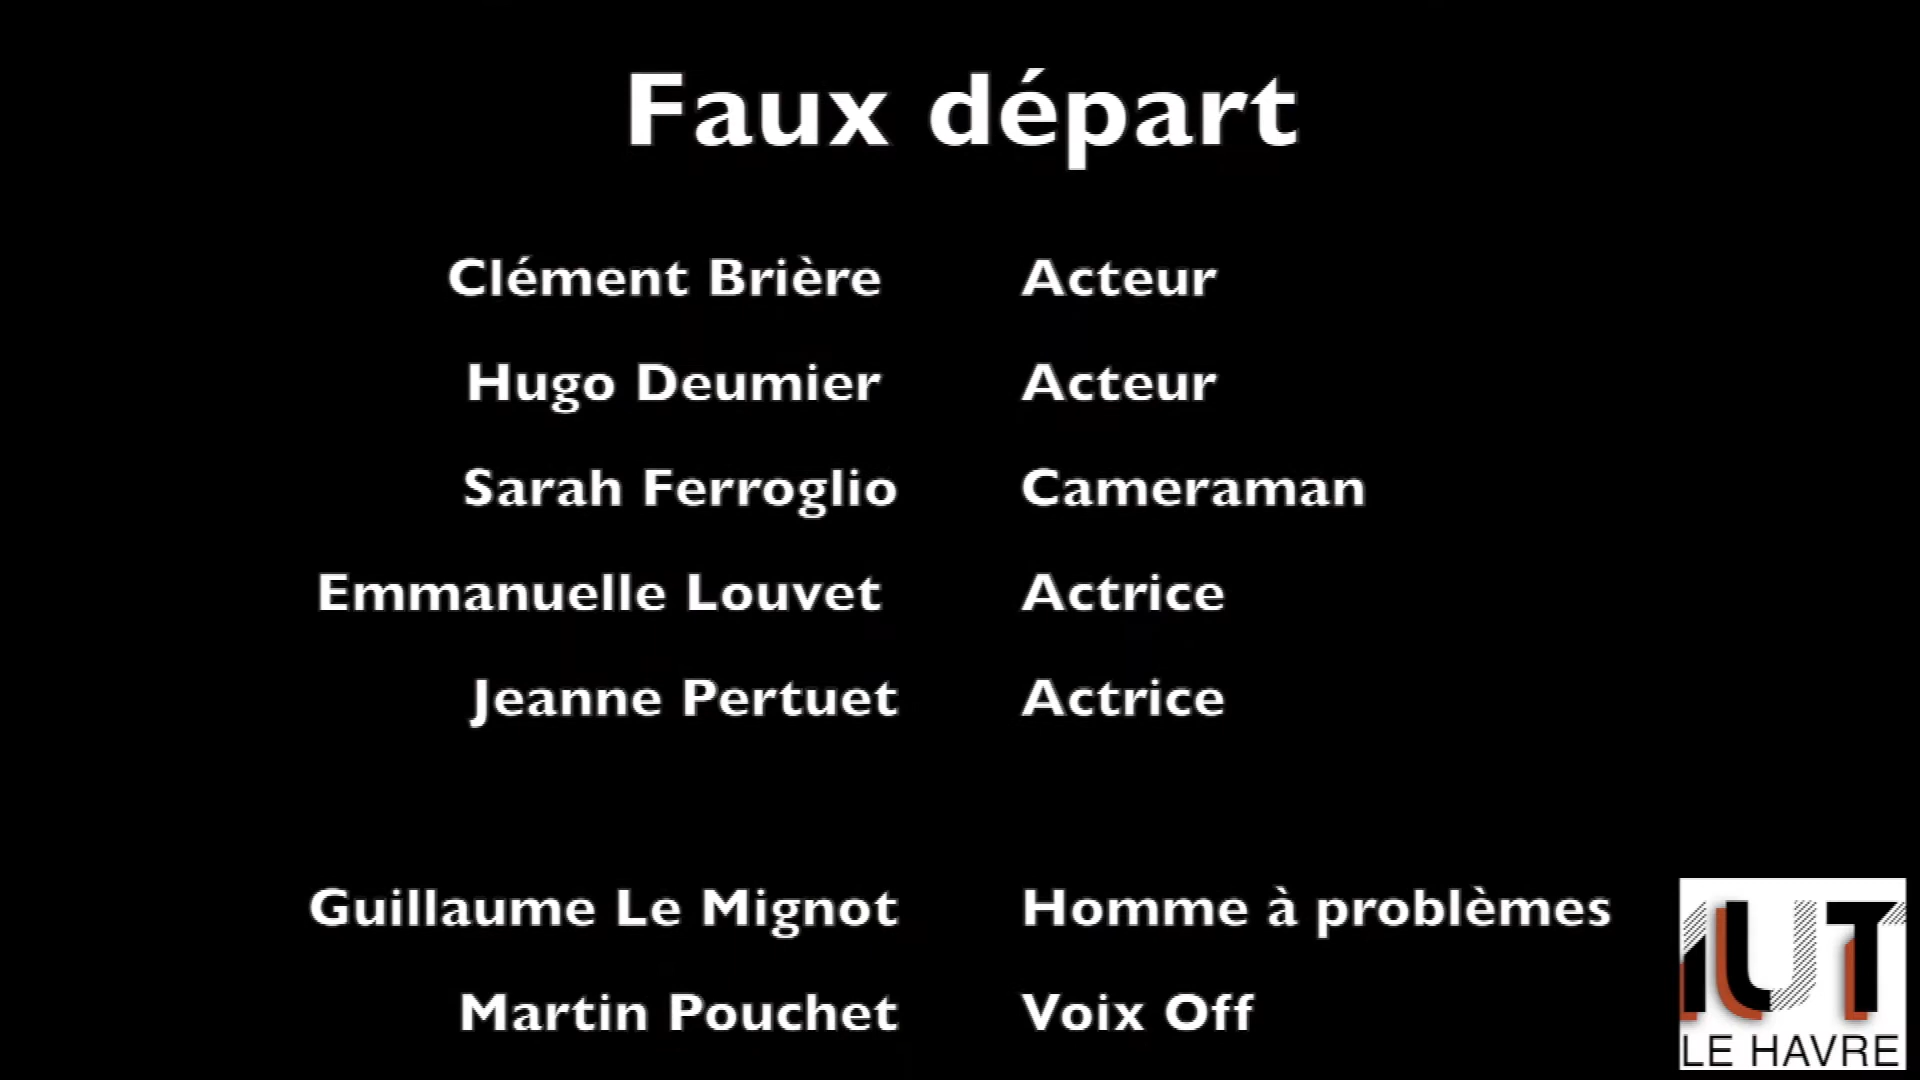 Faux départ
Clément Brière Acteur
Hugo Deumier Acteur
Sarah Ferroglio Cameraman
Emmanuelle Louvet Actrice
Jeanne Pertuet Actrice
Guillaume Le Mignot Homme à problèmes
Martin Pouchet Voix Off
IUT
LE HAVRE